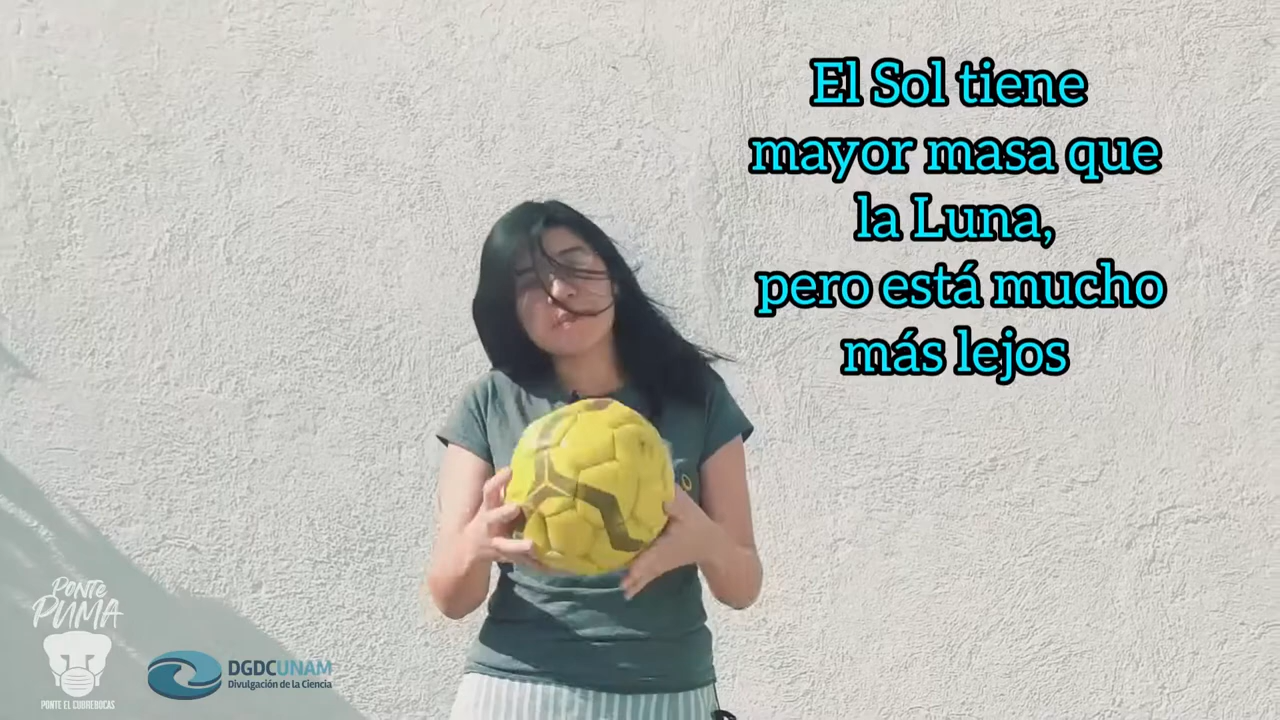 El Sol tiene
mayor masa que
la Luna,
pero está mucho
más lejos
PONTE
PUMA
PONTE EL CUBREBOCAS
DGDCUNAM
Divulgación de la Ciencia